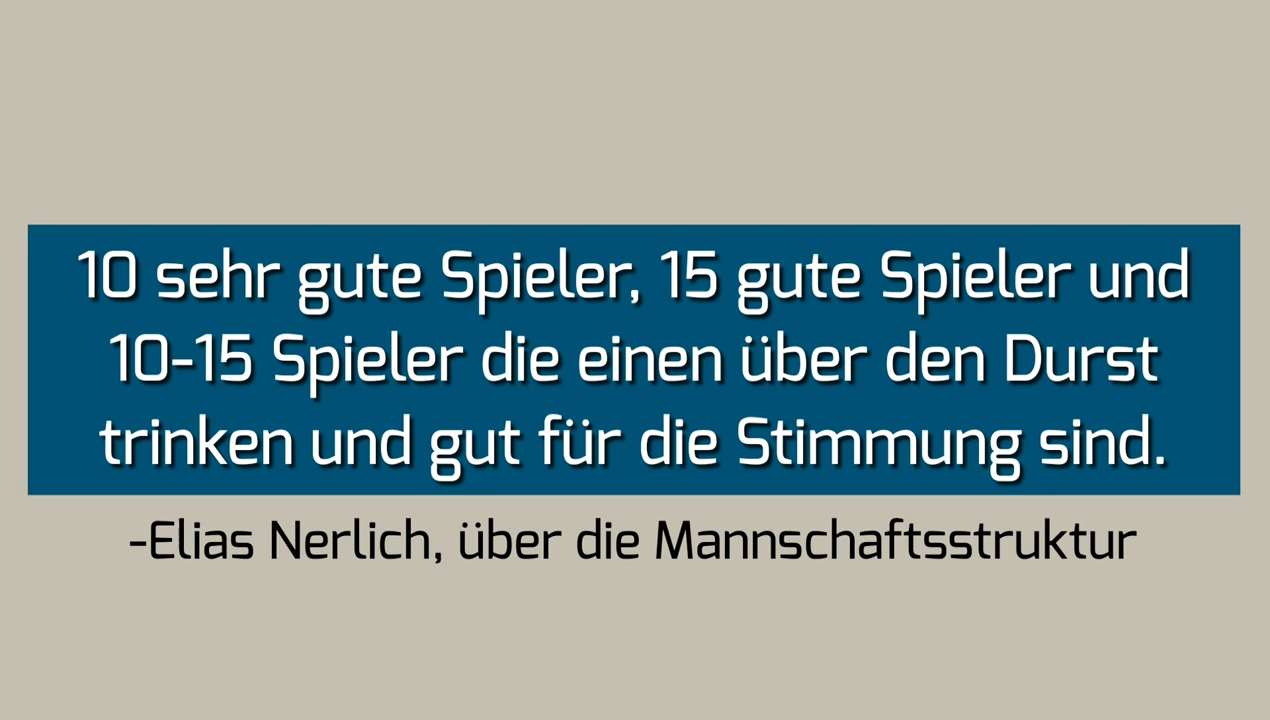 10 sehr gute Spieler, 15 gute Spieler und
10-15 Spieler die einen über den Durst
trinken und gut für die Stimmung sind.
-Elias Nerlich, über die Mannschaftsstruktur